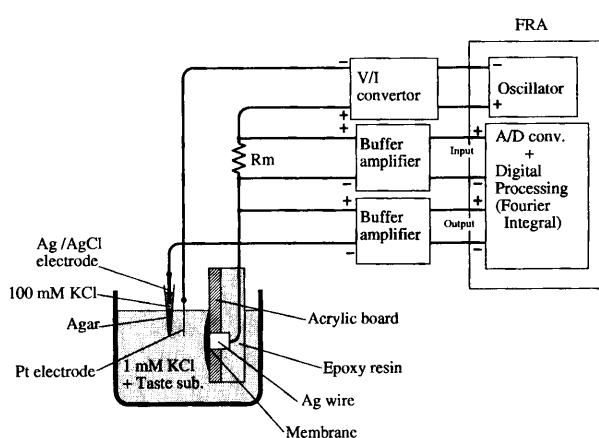 FRA
−
V/I
convertor
+
−
Oscillator
+
+
Buffer
amplifier
−
Input
+
A/D conv.
+
Digital
Processing
(Fourier
Integral)
−
Rm
+
Buffer
amplifier
−
+
Output
−
Ag /AgCl
electrode
100 mM KCl
Agar
Pt electrode
1 mM KCl
+ Taste sub.
Acrylic board
Epoxy resin
Ag wire
Membrane